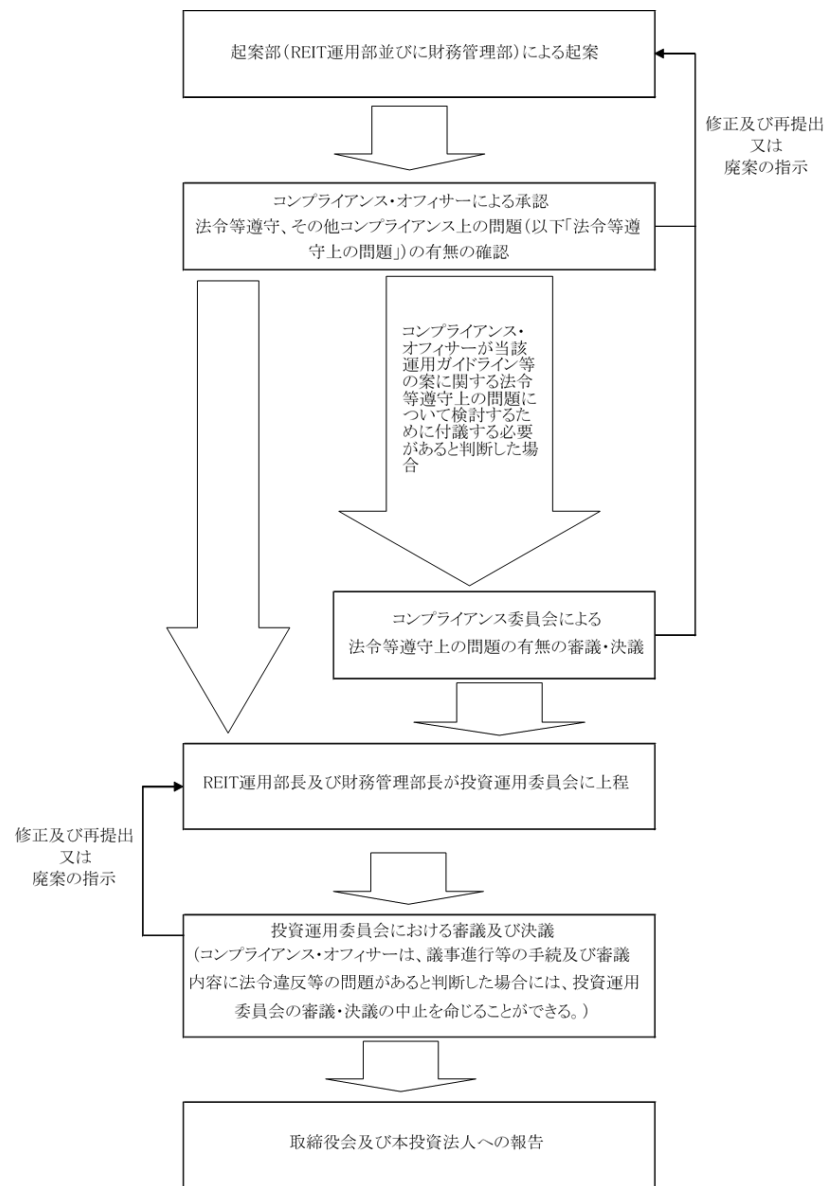 起案部(REIT運用部並びに財務管理部)による起案
修正及び再提出
又は
廃案の指示
コンプライアンス・オフィサーによる承認
法令等遵守、その他コンプライアンス上の問題(以下「法令等遵
守上の問題」)の有無の確認
コンプライアンス・
オフィサーが当該
運用ガイドライン等
の案に関する法令
等遵守上の問題に
ついて検討するた
めに付議する必要
があると判断した場
合
コンプライアンス委員会による
法令等遵守上の問題の有無の審議・決議
REIT運用部長及び財務管理部長が投資運用委員会に上程
修正及び再提出
又は
廃案の指示
投資運用委員会における審議及び決議
(コンプライアンス・オフィサーは、議事進行等の手続及び審議
内容に法令違反等の問題があると判断した場合には、投資運用
委員会の審議・決議の中止を命じることができる。)
取締役会及び本投資法人への報告